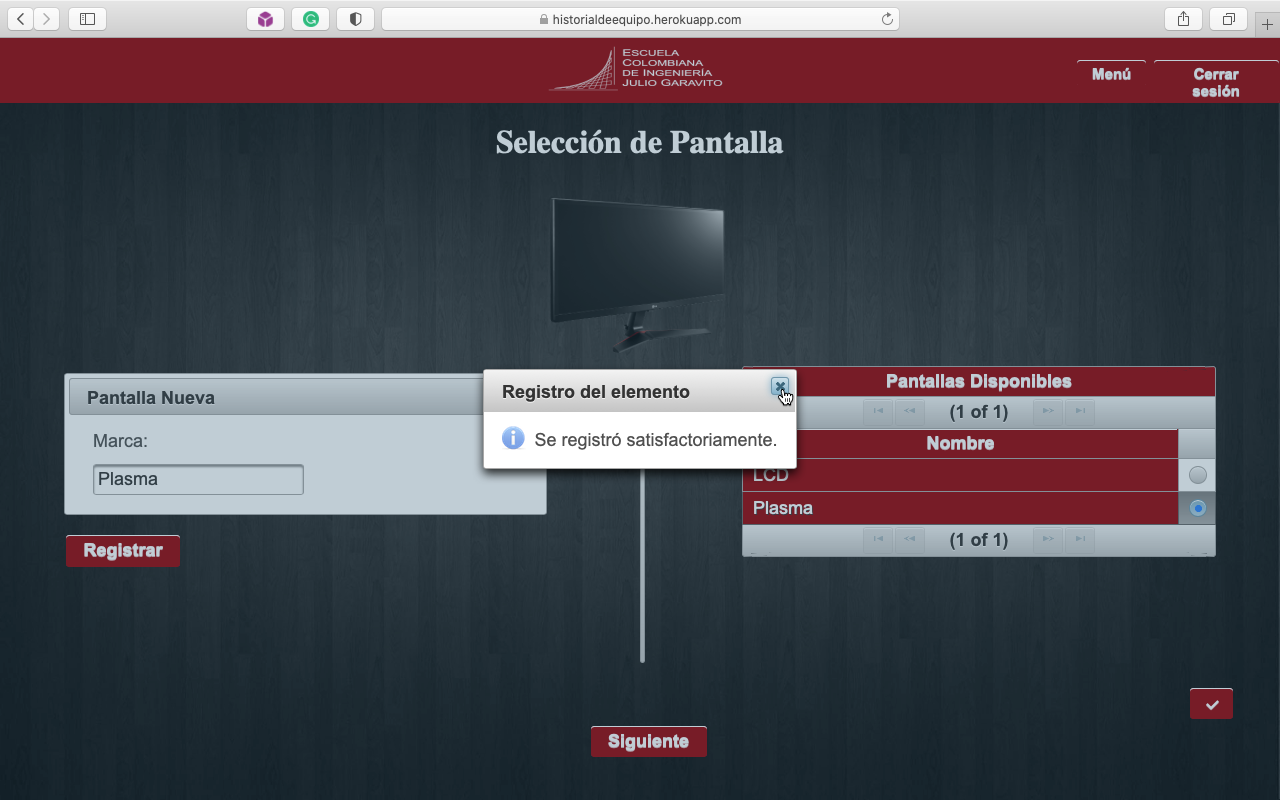 historialdeequipo.herokuapp.com
ESCUELA
COLOMBIANA
DE INGENIERÍA
JULIO GARAVITO
Menú
Cerrar
sesión
Selección de Pantalla
Pantalla Nueva
Marca:
Plasma
Registrar
Registro del elemento
Se registró satisfactoriamente.
Pantallas Disponibles
(1 of 1)
Nombre
LCD
Plasma
(1 of 1)
Siguiente